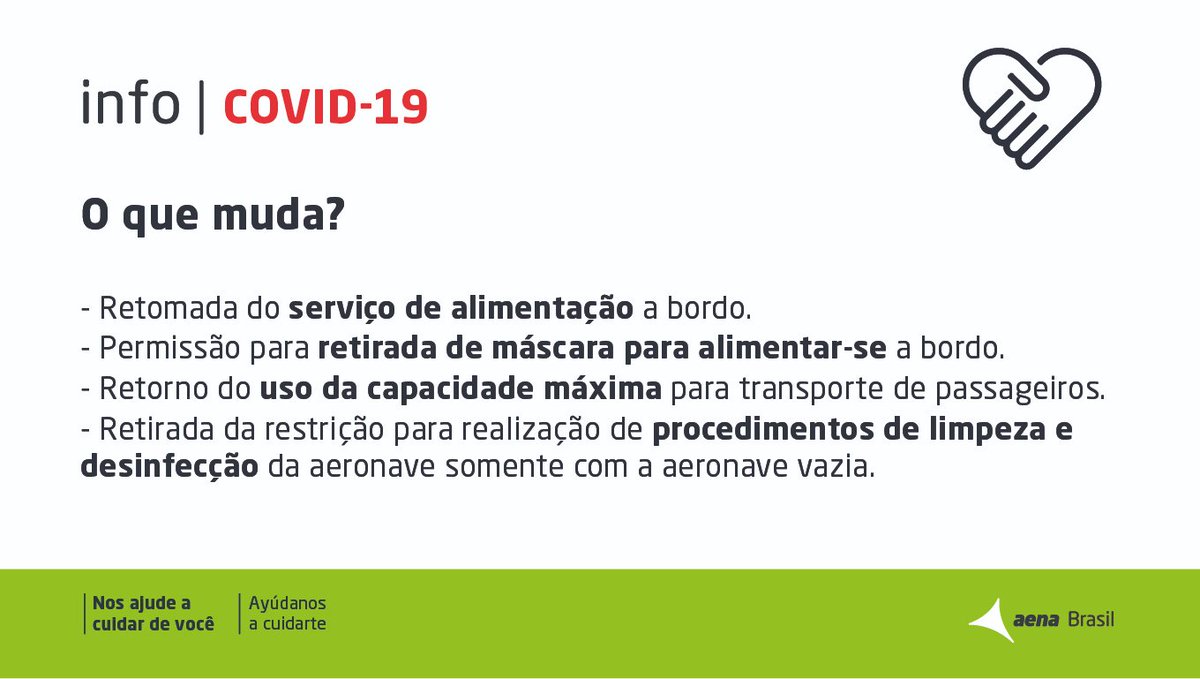 info | COVID-19
O que muda?
- Retomada do serviço de alimentação a bordo.
- Permissão para retirada de máscara para alimentar-se a bordo.
- Retorno do uso da capacidade máxima para transporte de passageiros.
- Retirada da restrição para realização de procedimentos de limpeza e
desinfecção da aeronave somente com a aeronave vazia.
Nos ajude a
cuidar de você
Ayúdanos
a cuidarte
aena Brasil